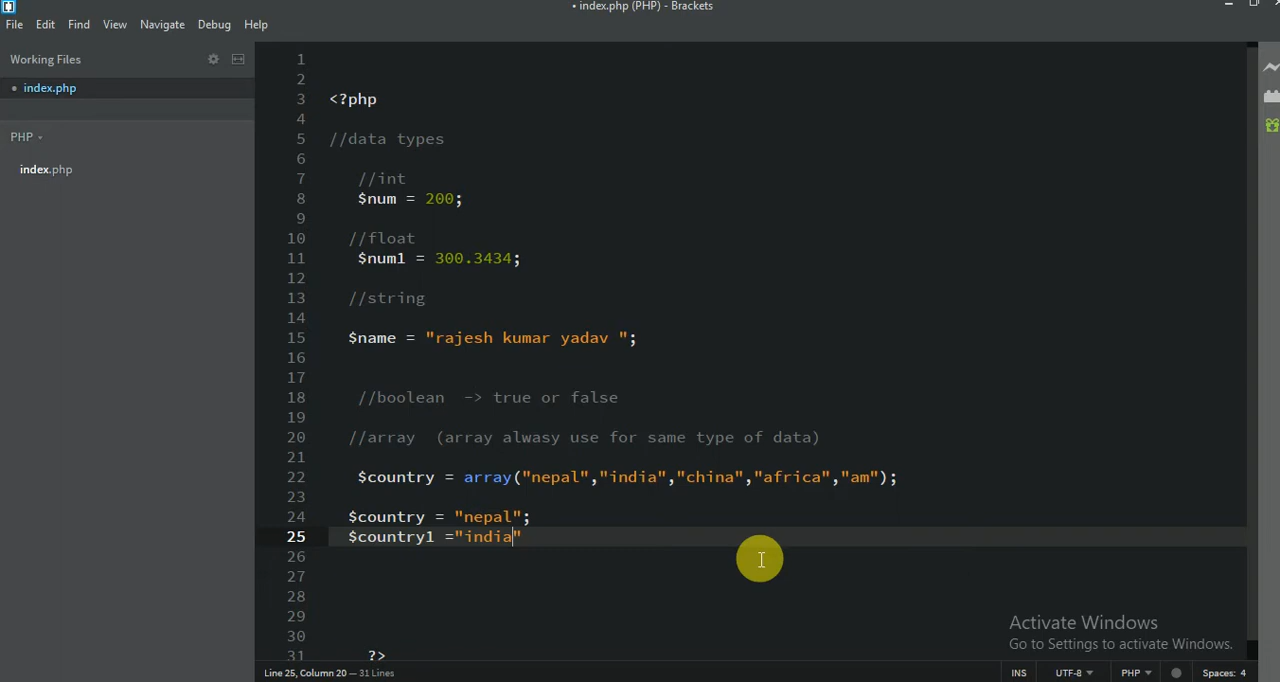 • index.php (PHP) - Brackets
File Edit Find View Navigate Debug Help
Working Files
• index.php
PHP
index.php
1
2
3 <?php
4
5 //data types
6
7 //int
8 $num = 200;
9
10 //float
11 $num1 = 300.3434;
12
13 //string
14
15 $name = "rajesh kumar yadav ";
16
17
18 //boolean -> true or false
19
20 //array (array alwasy use for same type of data)
21
22 $country = array("nepal","india","china","africa","am");
23
24 $country = "nepal";
25 $country1 ="india"
26
27
28
29
30
31 ?>
Activate Windows
Go to Settings to activate Windows.
Line 25, Column 20 — 31 Lines INS UTF-8 PHP Spaces: 4